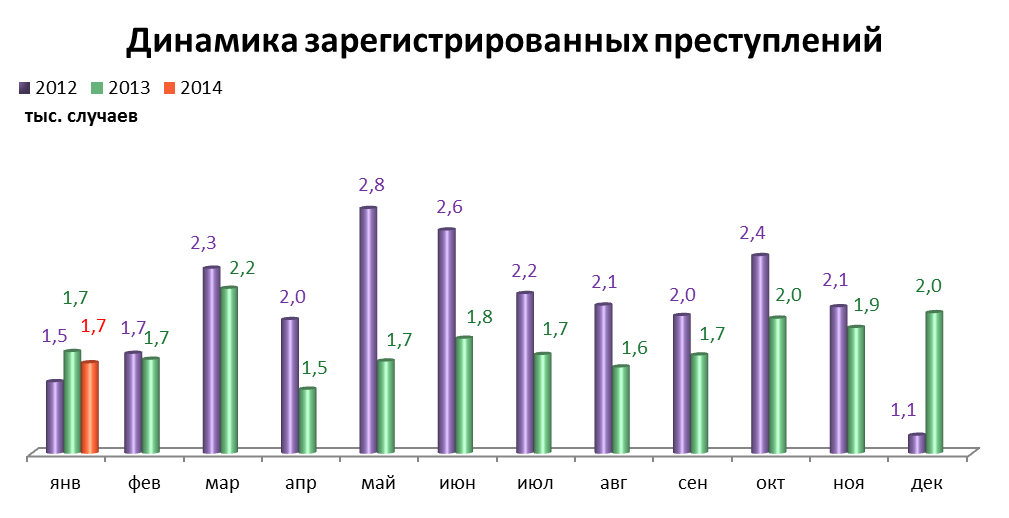 Динамика зарегистрированных преступлений
2012 2013 2014
тыс. случаев
1,5 1,7 1,7
1,7 1,7
2,3 2,2
2,0 1,5
2,8 1,7
2,6 1,8
2,2 1,7
2,1 1,6
2,0 1,7
2,4 2,0
2,1 1,9
1,1 2,0
янв фев мар апр май июн июл авг сен окт ноя дек